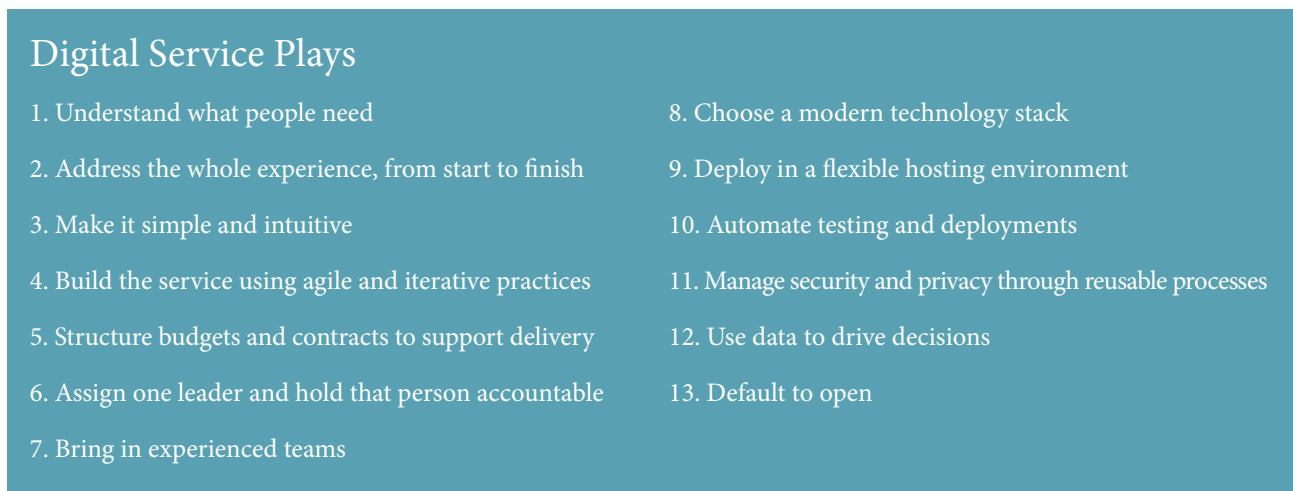 Digital Service Plays
1. Understand what people need
2. Address the whole experience, from start to finish
3. Make it simple and intuitive
4. Build the service using agile and iterative practices
5. Structure budgets and contracts to support delivery
6. Assign one leader and hold that person accountable
7. Bring in experienced teams
8. Choose a modern technology stack
9. Deploy in a flexible hosting environment
10. Automate testing and deployments
11. Manage security and privacy through reusable processes
12. Use data to drive decisions
13. Default to open